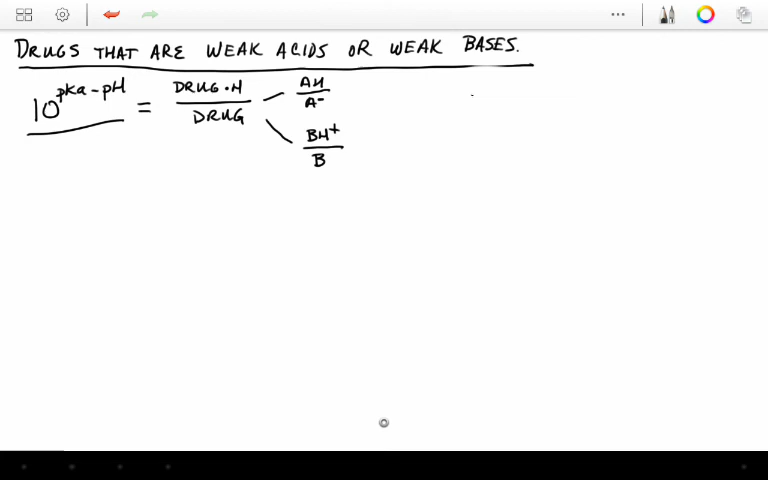 DRUGS THAT ARE WEAK ACIDS OR WEAK BASES.
10^pKa-pH = DRUG·H / DRUG
AH / A⁻
BH⁺ / B